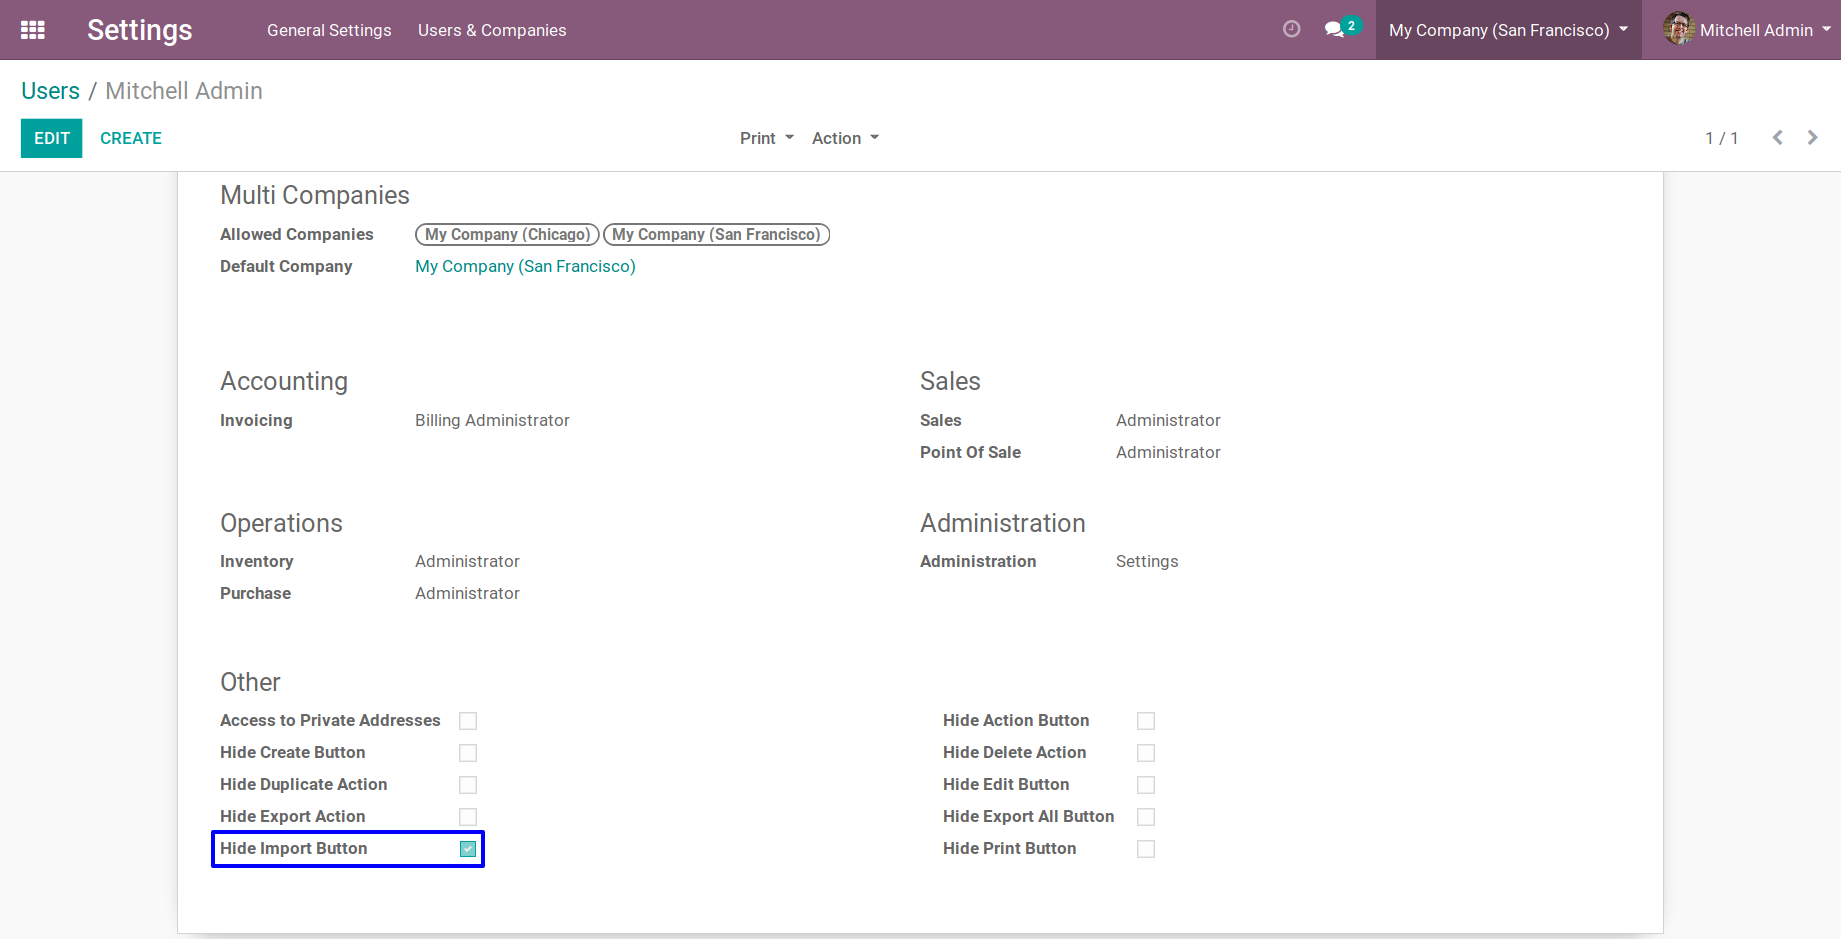 Settings General Settings Users & Companies 2 My Company (San Francisco) Mitchell Admin
Users / Mitchell Admin
EDIT CREATE Print Action 1 / 1
Multi Companies
Allowed Companies My Company (Chicago) My Company (San Francisco)
Default Company My Company (San Francisco)
Accounting Sales
Invoicing Billing Administrator Sales Administrator
Point Of Sale Administrator
Operations Administration
Inventory Administrator Administration Settings
Purchase Administrator
Other
Access to Private Addresses Hide Action Button
Hide Create Button Hide Delete Action
Hide Duplicate Action Hide Edit Button
Hide Export Action Hide Export All Button
Hide Import Button Hide Print Button